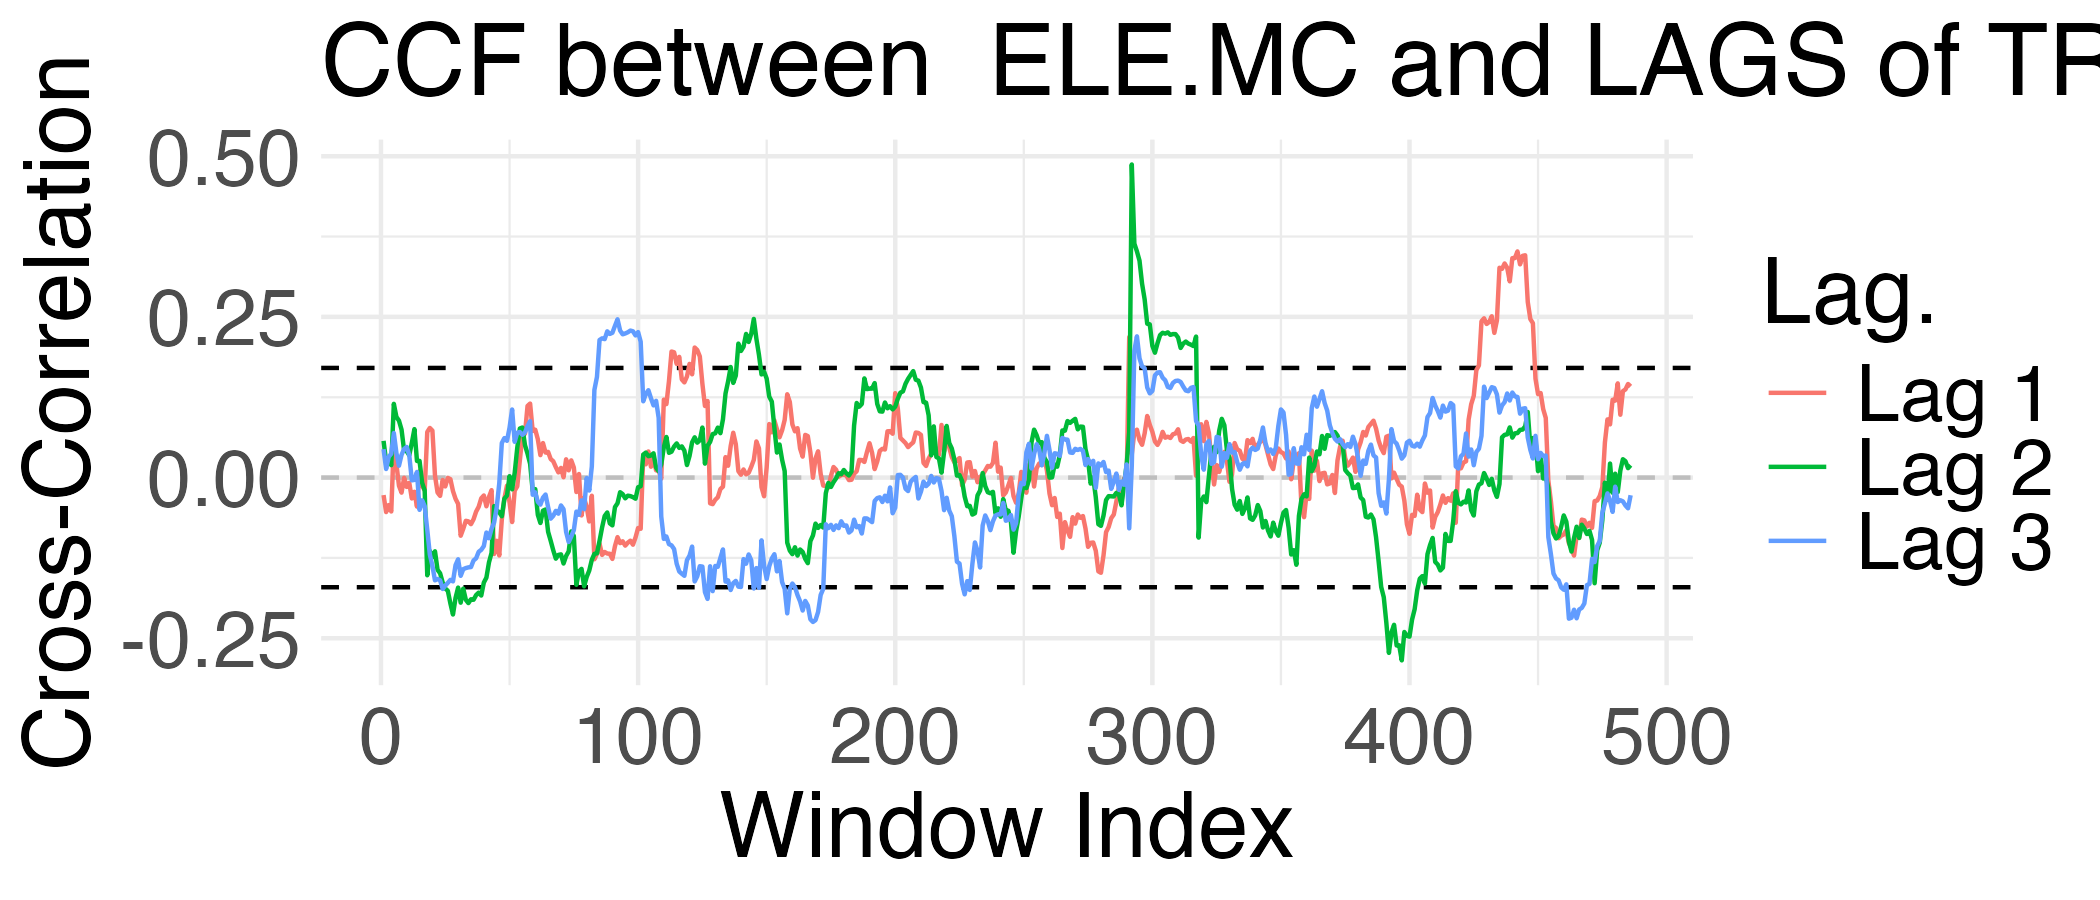 CCF between  ELE.MC and LAGS of TR
Cross-Correlation
0.50
0.25
0.00
-0.25
0 100 200 300 400 500
Window Index
Lag.
Lag 1
Lag 2
Lag 3